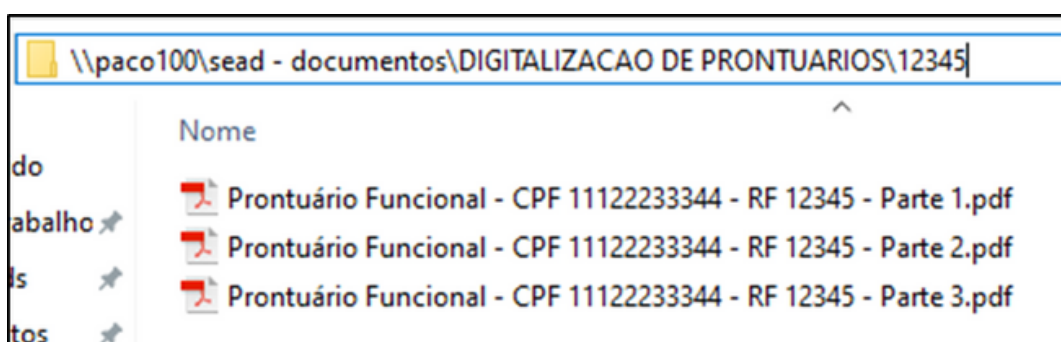 \\paco100\sead - documentos\DIGITALIZACAO DE PRONTUARIOS\12345
Nome
do
Prontuário Funcional - CPF 11122233344 - RF 12345 - Parte 1.pdf
abalho
Prontuário Funcional - CPF 11122233344 - RF 12345 - Parte 2.pdf
ls
Prontuário Funcional - CPF 11122233344 - RF 12345 - Parte 3.pdf
tos